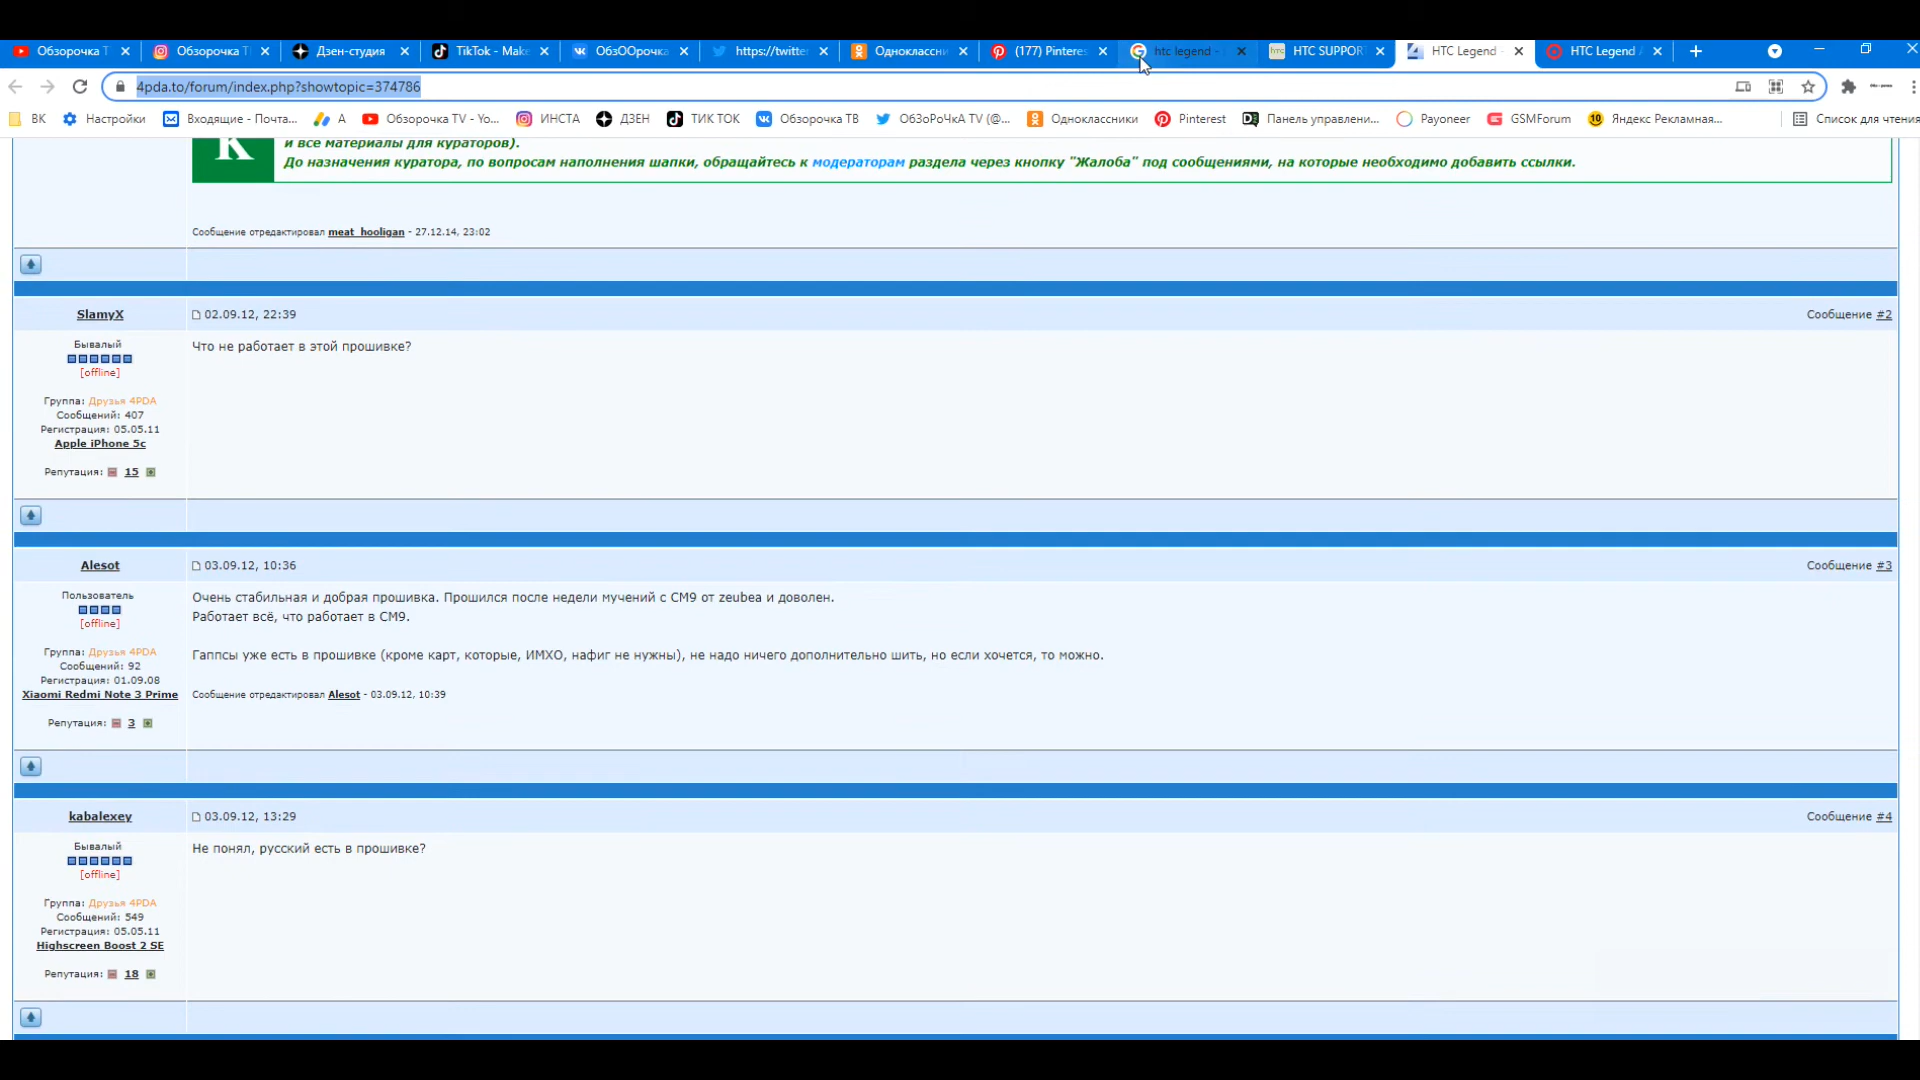 Обзорочка T
Обзорочка T
Дзен-студия
TikTok - Make
ОбзООрочка
https://twitte
Одноклассни
(177) Pinteres
htc legend -
HTC SUPPOR
HTC Legend -
HTC Legend /
4pda.to/forum/index.php?showtopic=374786
ВК
Настройки
Входящие - Почта...
А
Обзорочка TV - Yo...
ИНСТА
ДЗЕН
ТИК ТОК
Обзорочка ТВ
ОбЗоРоЧкА TV (@...
Одноклассники
Pinterest
Панель управлени...
Payoneer
GSMForum
Яндекс Рекламная...
Список для чтения
K
и все материалы для кураторов).
До назначения куратора, по вопросам наполнения шапки, обращайтесь к модераторам раздела через кнопку "Жалоба" под сообщениями, на которые необходимо добавить ссылки.
Сообщение отредактировал meat_hooligan - 27.12.14, 23:02
SlamyX
02.09.12, 22:39
Сообщение #2
Бывалый
[offline]
Группа: Друзья 4PDA
Сообщений: 407
Регистрация: 05.05.11
Apple iPhone 5c
Репутация: 15
Что не работает в этой прошивке?
Alesot
03.09.12, 10:36
Сообщение #3
Пользователь
[offline]
Группа: Друзья 4PDA
Сообщений: 92
Регистрация: 01.09.08
Xiaomi Redmi Note 3 Prime
Репутация: 3
Очень стабильная и добрая прошивка. Прошился после недели мучений с CM9 от zeubea и доволен.
Работает всё, что работает в CM9.
Гаппсы уже есть в прошивке (кроме карт, которые, ИМХО, нафиг не нужны), не надо ничего дополнительно шить, но если хочется, то можно.
Сообщение отредактировал Alesot - 03.09.12, 10:39
kabalexey
03.09.12, 13:29
Сообщение #4
Бывалый
[offline]
Группа: Друзья 4PDA
Сообщений: 549
Регистрация: 05.05.11
Highscreen Boost 2 SE
Репутация: 18
Не понял, русский есть в прошивке?